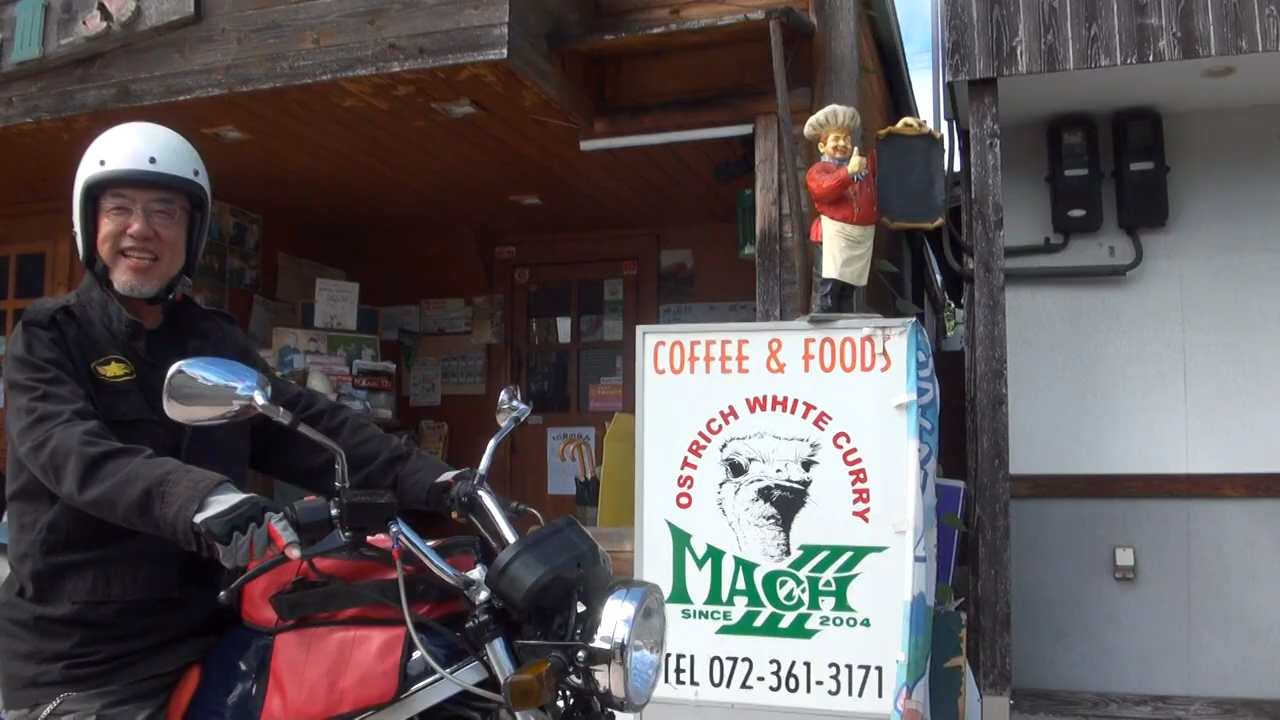 COFFEE & FOODS
OSTRICH WHITE CURRY
MACH III
SINCE 2004
TEL 072-361-3171